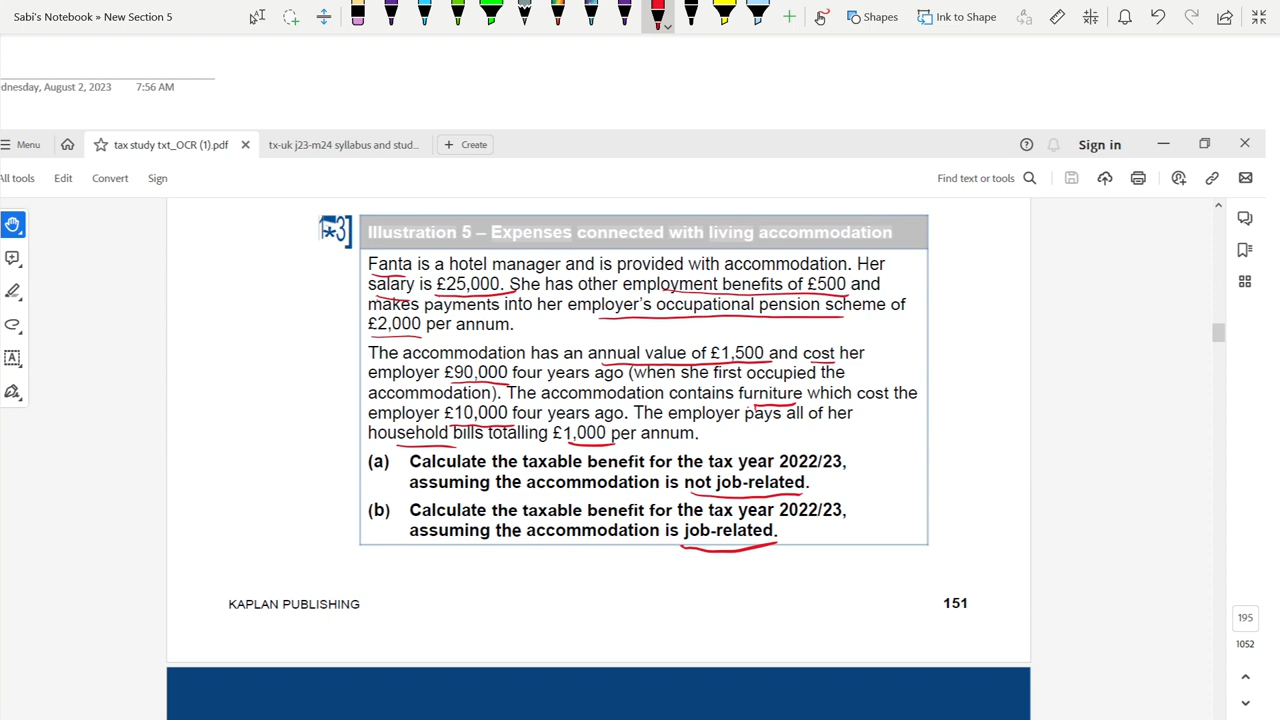 Sabi's Notebook » New Section 5
Shapes
Ink to Shape
dnesday, August 2, 2023 7:56 AM
Menu
tax study txt_OCR (1).pdf
tx-uk j23-m24 syllabus and stud...
Create
Sign in
All tools Edit Convert Sign
Find text or tools
Illustration 5 – Expenses connected with living accommodation
Fanta is a hotel manager and is provided with accommodation. Her
salary is £25,000. She has other employment benefits of £500 and
makes payments into her employer's occupational pension scheme of
£2,000 per annum.
The accommodation has an annual value of £1,500 and cost her
employer £90,000 four years ago (when she first occupied the
accommodation). The accommodation contains furniture which cost the
employer £10,000 four years ago. The employer pays all of her
household bills totalling £1,000 per annum.
(a) Calculate the taxable benefit for the tax year 2022/23,
assuming the accommodation is not job-related.
(b) Calculate the taxable benefit for the tax year 2022/23,
assuming the accommodation is job-related.
KAPLAN PUBLISHING 151
195
1052